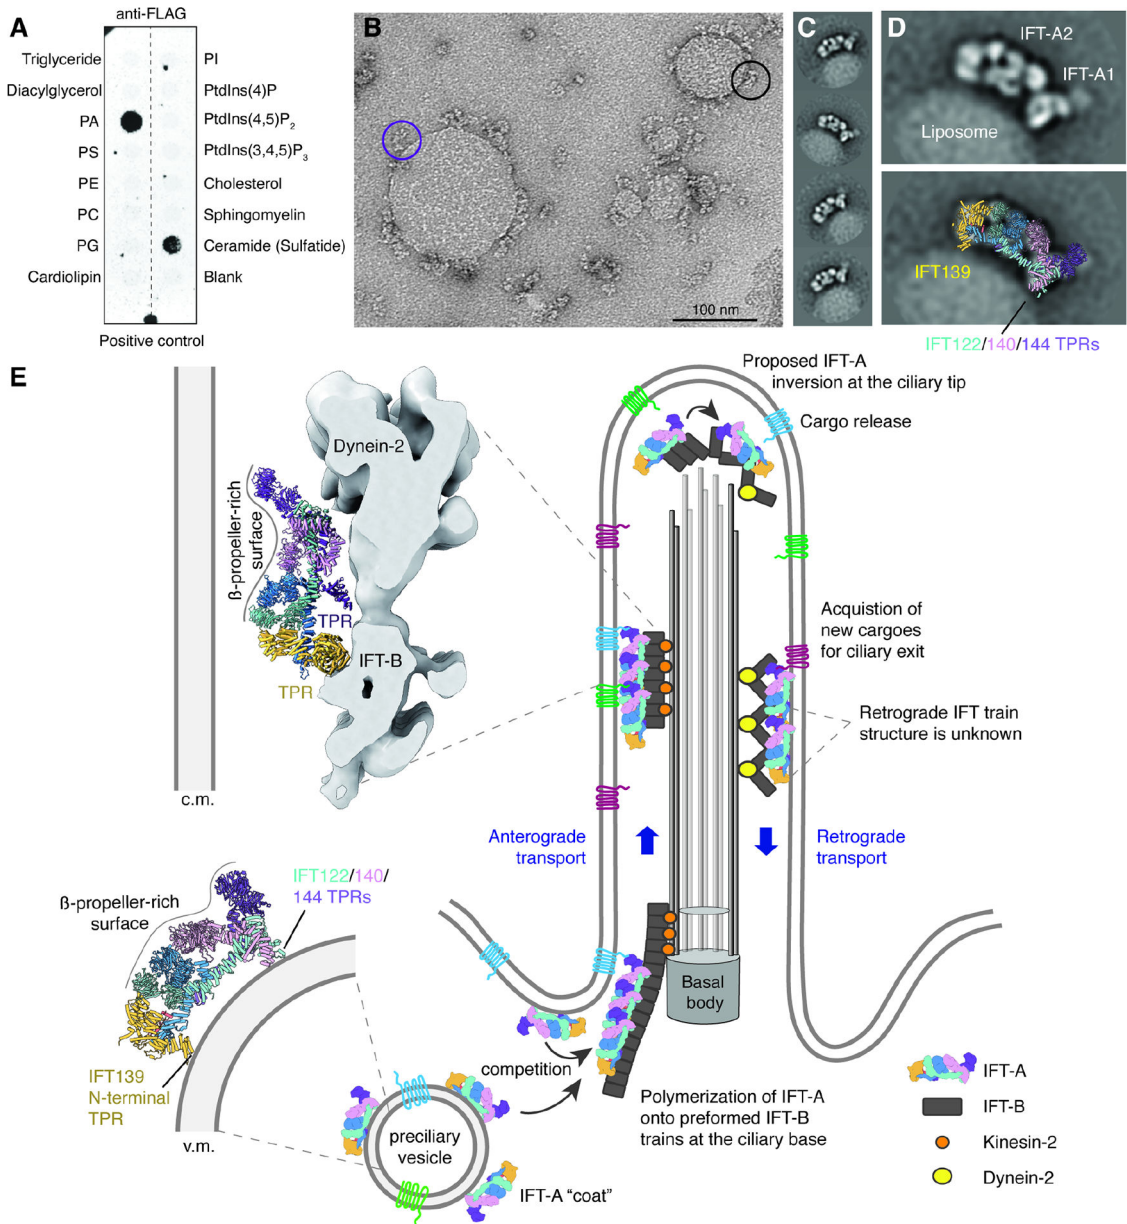 A
anti-FLAG
Triglyceride
Diacylglycerol
PA
PS
PE
PC
PG
Cardiolipin
PI
PtdIns(4)P
PtdIns(4,5)P2
PtdIns(3,4,5)P3
Cholesterol
Sphingomyelin
Ceramide (Sulfatide)
Blank
Positive control
B
100 nm
C
D
IFT-A2
IFT-A1
Liposome
IFT139
IFT122/140/144 TPRs
E
Dynein-2
ß-propeller-rich
surface
TPR
IFT-B
TPR
c.m.
Proposed IFT-A
inversion at the ciliary tip
Cargo release
Acquistion of
new cargoes
for ciliary exit
Retrograde IFT train
structure is unknown
Anterograde
transport
Retrograde
transport
ß-propeller-rich
surface
IFT122/140/
144 TPRs
IFT139
N-terminal
TPR
v.m.
Basal
body
competition
preciliary
vesicle
IFT-A “coat”
Polymerization of IFT-A
onto preformed IFT-B
trains at the ciliary base
IFT-A
IFT-B
Kinesin-2
Dynein-2